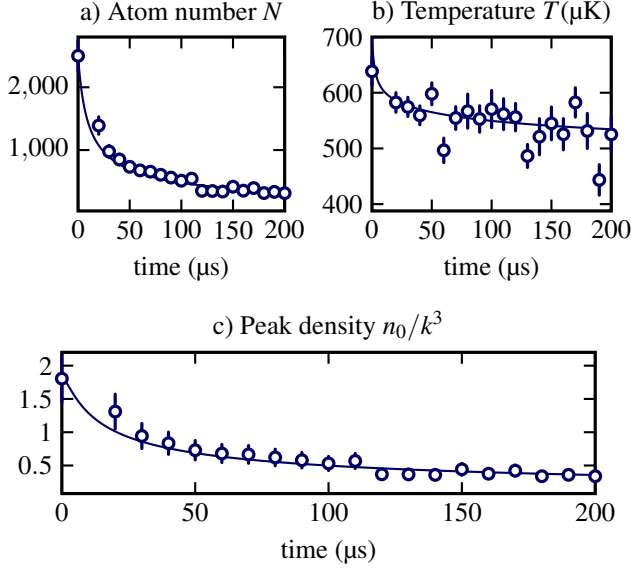 a) Atom number N
b) Temperature T (μK)
2,000
1,000
0 50 100 150 200
time (μs)
700
600
500
400
0 50 100 150 200
time (μs)
c) Peak density n₀/k³
2
1.5
1
0.5
0 50 100 150 200
time (μs)